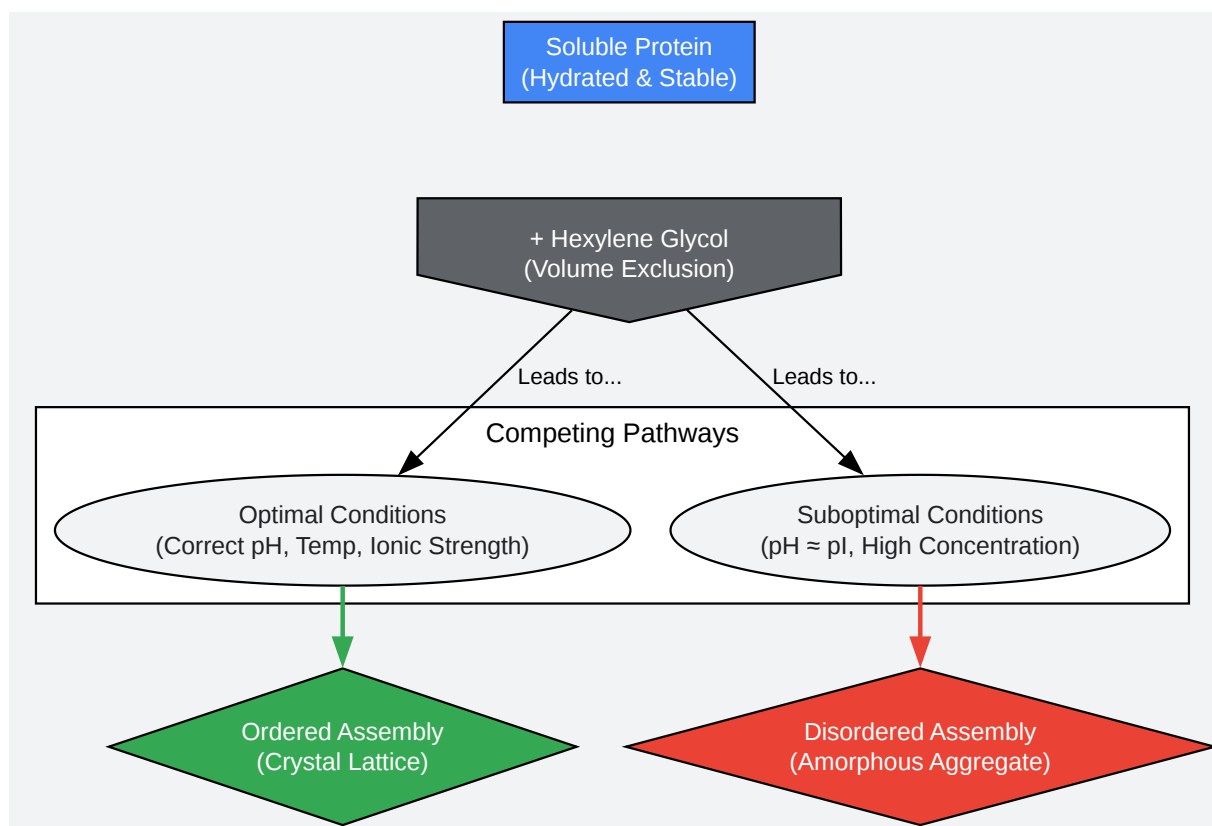 Soluble Protein
(Hydrated & Stable)
+ Hexylene Glycol
(Volume Exclusion)
Leads to...
Leads to...
Competing Pathways
Optimal Conditions
(Correct pH, Temp, Ionic Strength)
Suboptimal Conditions
(pH ≈ pI, High Concentration)
Ordered Assembly
(Crystal Lattice)
Disordered Assembly
(Amorphous Aggregate)